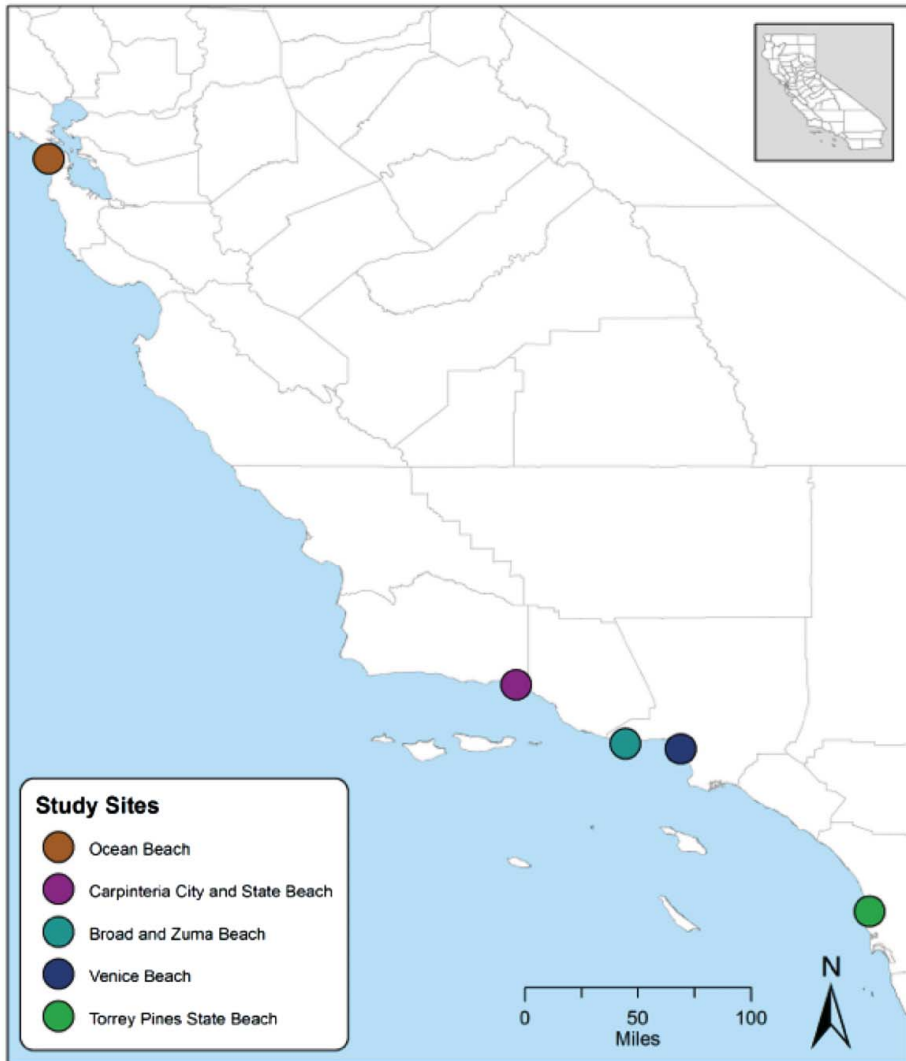 Study Sites
Ocean Beach
Carpinteria City and State Beach
Broad and Zuma Beach
Venice Beach
Torrey Pines State Beach
N
0 50 100
Miles